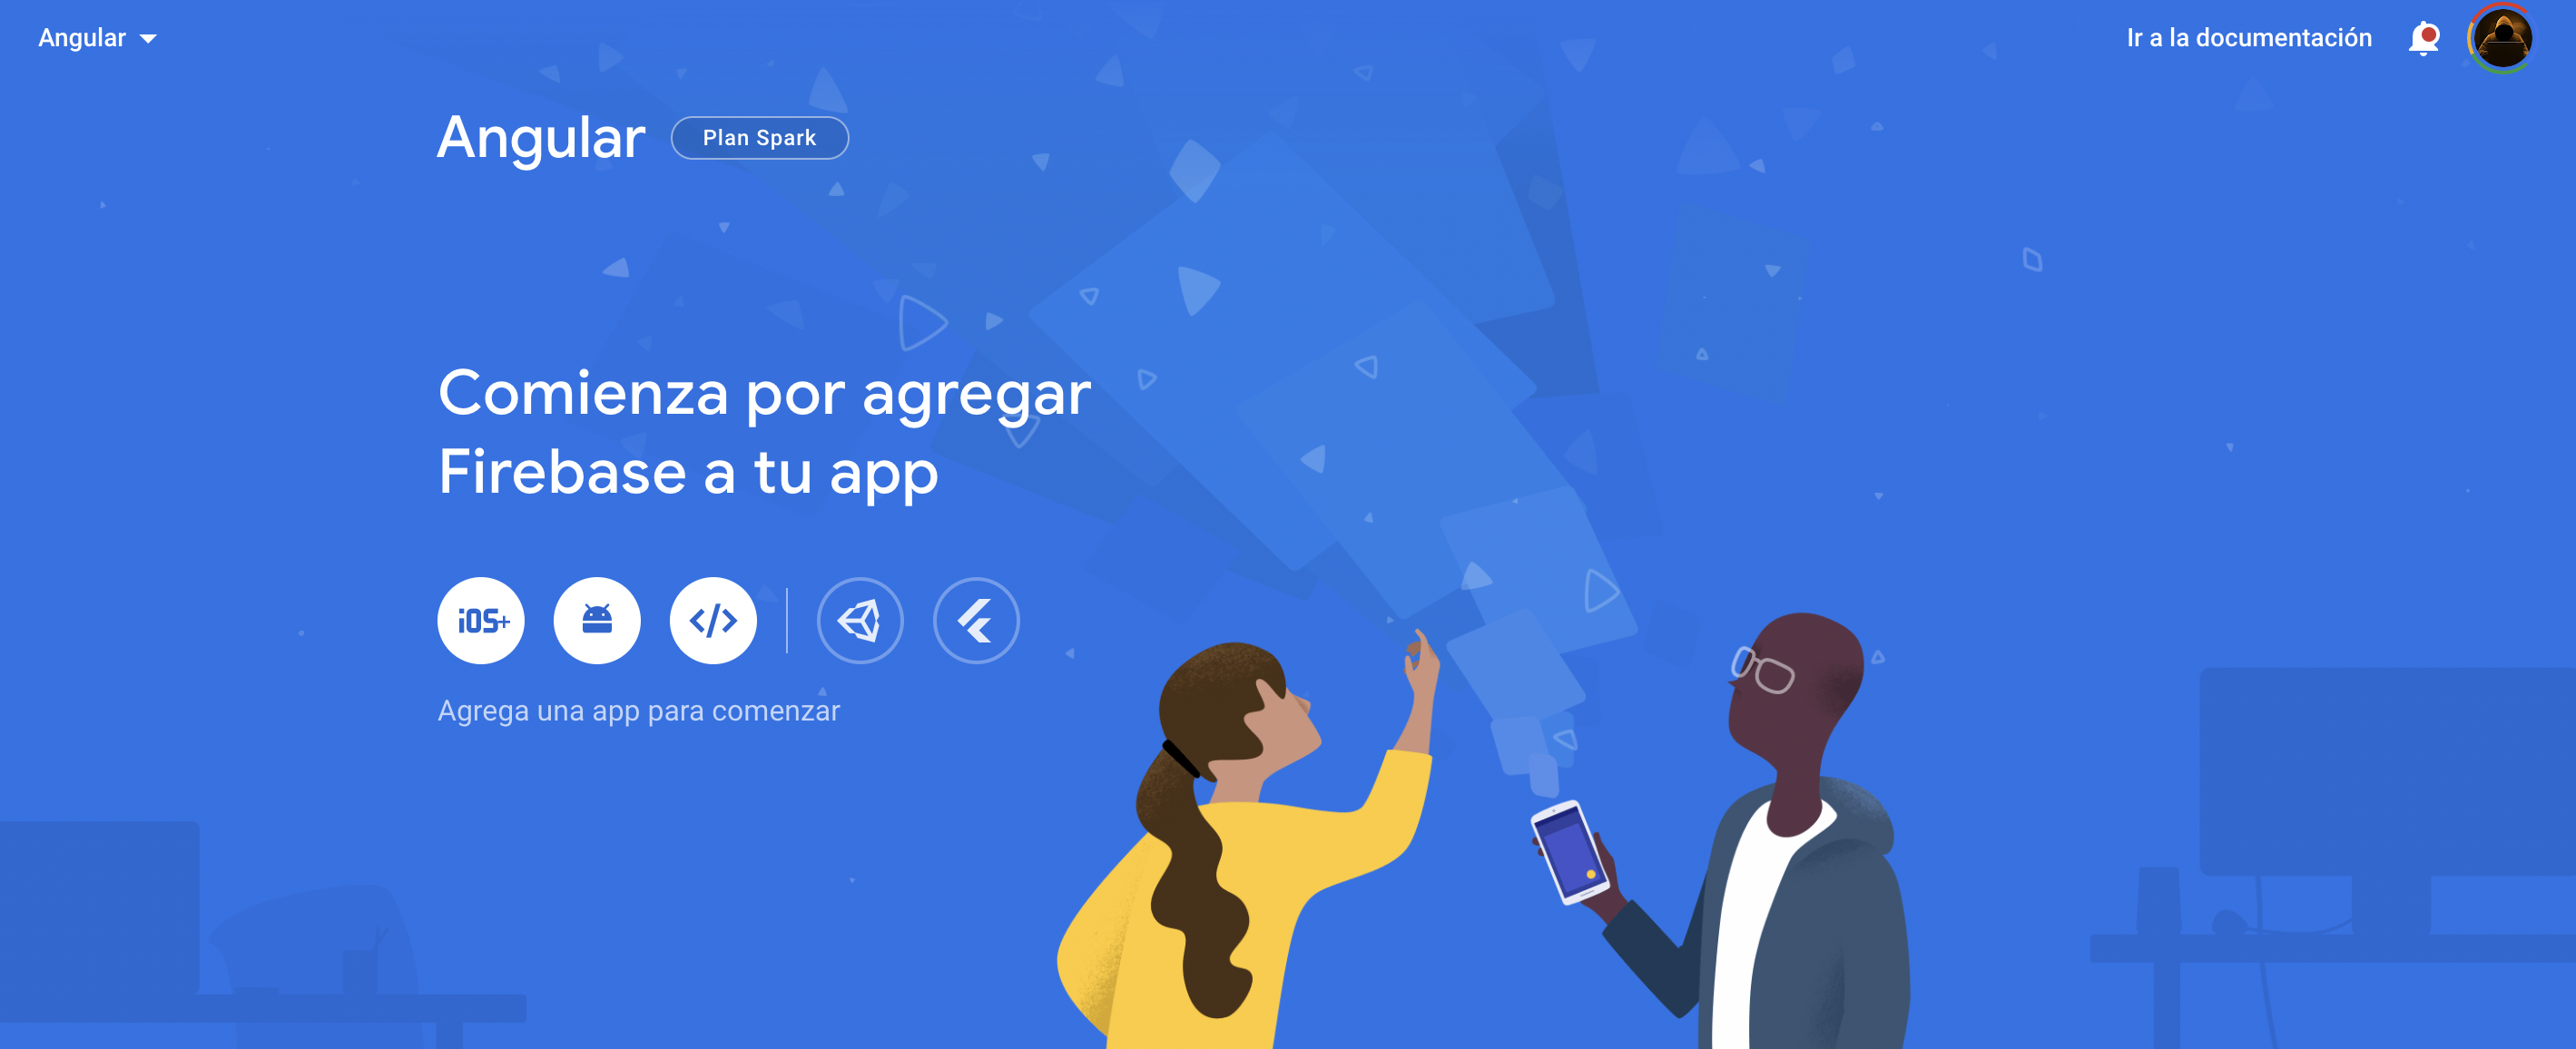 Angular
Ir a la documentación
Angular
Plan Spark
Comienza por agregar
Firebase a tu app
iOS+
</>
Agrega una app para comenzar